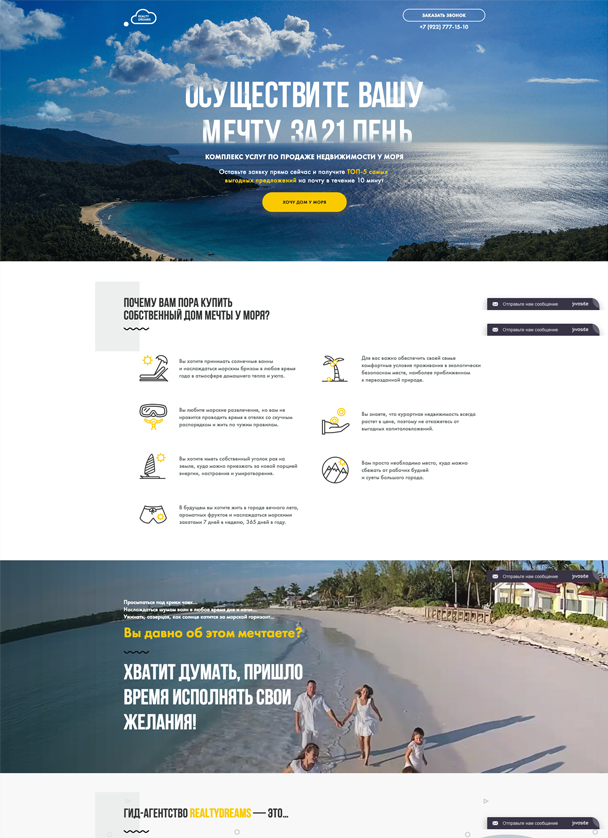 REALTY
DREAMS
ЗАКАЗАТЬ ЗВОНОК
+7 (922) 777-15-10
ОСУЩЕСТВИТЕ ВАШУ
МЕЧТУ ЗА 21 ДЕНЬ
КОМПЛЕКС УСЛУГ ПО ПРОДАЖЕ НЕДВИЖИМОСТИ У МОРЯ
Оставьте заявку прямо сейчас и получите ТОП-5 самых
выгодных предложений на почту в течение 10 минут
ХОЧУ ДОМ У МОРЯ
ПОЧЕМУ ВАМ ПОРА КУПИТЬ
СОБСТВЕННЫЙ ДОМ МЕЧТЫ У МОРЯ?
Отправьте нам сообщение jivosite
Отправьте нам сообщение jivosite
Вы хотите принимать солнечные ванны
и наслаждаться морским бризом в любое время
года в атмосфере домашнего тепла и уюта.
Для вас важно обеспечить своей семье
комфортные условия проживания в экологически
безопасном месте, наиболее приближенном
к первозданной природе.
Вы любите морские развлечения, но вам не
нравится проводить время в отелях со скучным
распорядком и жить по чужим правилам.
Вы знаете, что курортная недвижимость всегда
растет в цене, поэтому не откажетесь от
выгодных капиталовложений.
Вы хотите иметь собственный уголок рая на
земле, куда можно приезжать за новой порцией
энергии, настроения и умиротворения.
Вам просто необходимо место, куда можно
сбежать от рабочих будней
и суеты большого города.
В будущем вы хотите жить в городе вечного лета,
ароматных фруктов и наслаждаться морскими
закатами 7 дней в неделю, 365 дней в году.
Отправьте нам сообщение jivosite
Просыпаться под крики чаек...
Наслаждаться шумом волн в любое время дня и ночи...
Ужинать, созерцая, как солнце катится за морской горизонт...
Вы давно об этом мечтаете?
ХВАТИТ ДУМАТЬ, ПРИШЛО
ВРЕМЯ ИСПОЛНЯТЬ СВОИ
ЖЕЛАНИЯ!
ГИД-АГЕНТСТВО REALTYDREAMS — ЭТО...
Отправьте нам сообщение jivosite